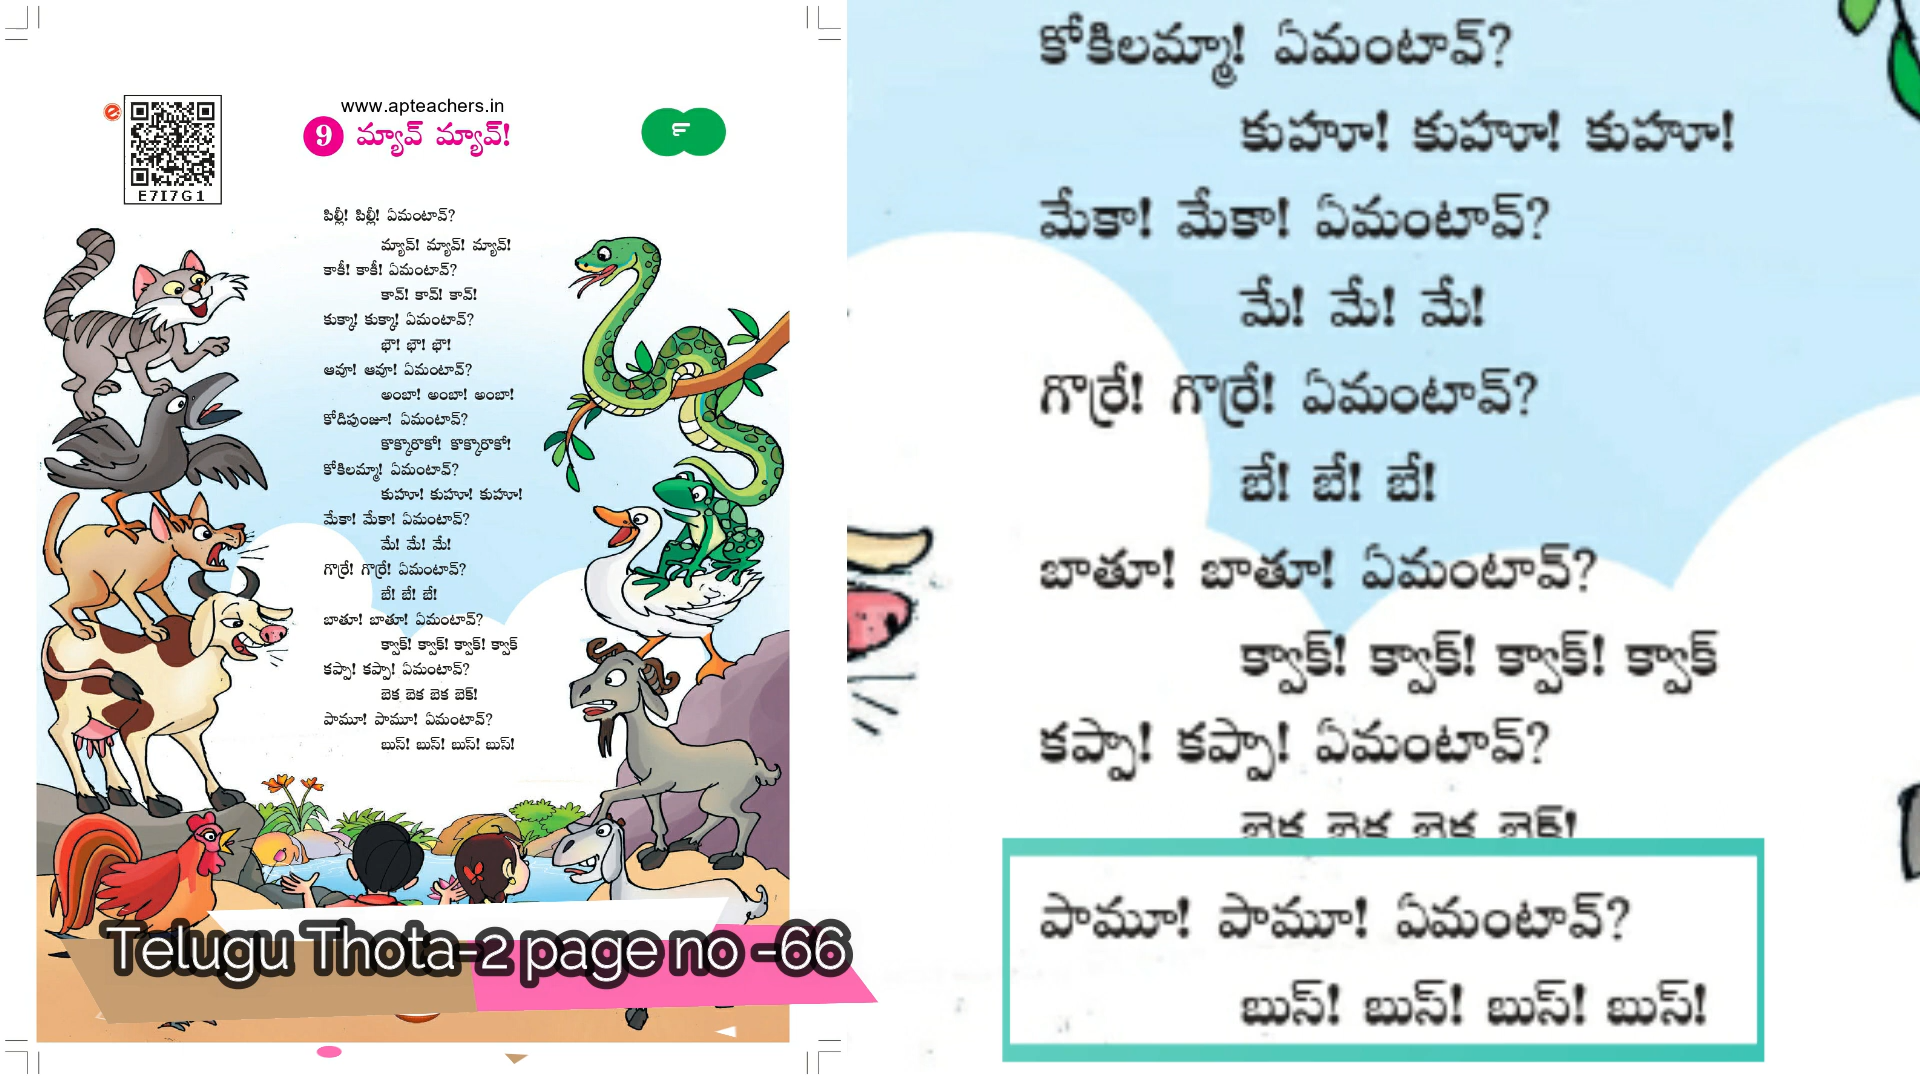 www.apteachers.in
e
E7I7G1
9 మ్యావ్ మ్యావ్!
పిల్లీ! పిల్లీ! ఏమంటావ్?
మ్యావ్! మ్యావ్! మ్యావ్!
కాకీ! కాకీ! ఏమంటావ్?
కావ్! కావ్! కావ్!
కుక్కా! కుక్కా! ఏమంటావ్?
భౌ! భౌ! భౌ!
ఆవూ! ఆవూ! ఏమంటావ్?
అంబా! అంబా! అంబా!
కోడిపుంజూ! ఏమంటావ్?
కొక్కొరొకో! కొక్కొరొకో!
కోకిలమ్మా! ఏమంటావ్?
కుహూ! కుహూ! కుహూ!
మేకా! మేకా! ఏమంటావ్?
మే! మే! మే!
గొర్రే! గొర్రే! ఏమంటావ్?
బే! బే! బే!
బాతూ! బాతూ! ఏమంటావ్?
క్వాక్! క్వాక్! క్వాక్! క్వాక్
కప్పా! కప్పా! ఏమంటావ్?
బెక బెక బెక బెక్!
పామూ! పామూ! ఏమంటావ్?
బుస్! బుస్! బుస్! బుస్!
Telugu Thota-2 page no -66
కోకిలమ్మా! ఏమంటావ్?
కుహూ! కుహూ! కుహూ!
మేకా! మేకా! ఏమంటావ్?
మే! మే! మే!
గొర్రే! గొర్రే! ఏమంటావ్?
బే! బే! బే!
బాతూ! బాతూ! ఏమంటావ్?
క్వాక్! క్వాక్! క్వాక్! క్వాక్
కప్పా! కప్పా! ఏమంటావ్?
బెక బెక బెక బెక్!
పామూ! పామూ! ఏమంటావ్?
బుస్! బుస్! బుస్! బుస్!